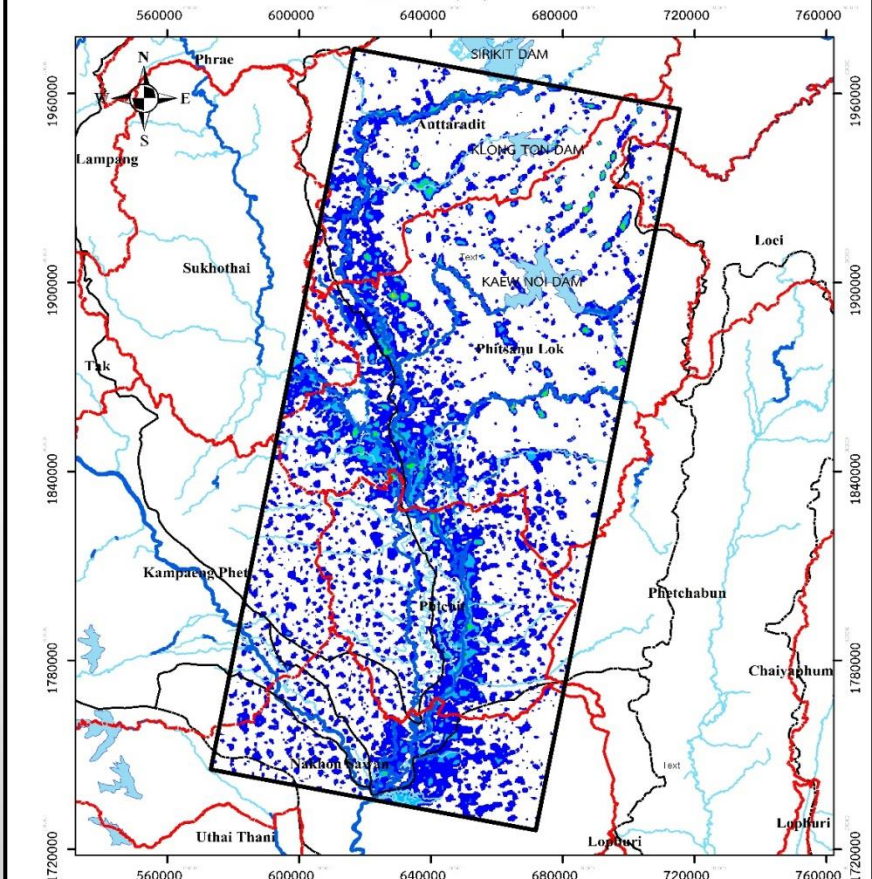 560000 600000 640000 680000 720000 760000
SIRIKIT DAM
Phrae
N
W E
S
1960000 1960000
Auttaradit
KLONG TON DAM
Lampang
Loei
Sukhothai
Text
KAEW NOI DAM
1900000 1900000
Phitsanu Lok
Tak
1840000 1840000
Kampaeng Phet
Phichit
Phetchabun
1780000 1780000
Chaiyaphum
Nakhon Sawan
Text
Uthai Thani
Lopburi
Lopburi
1720000 1720000
560000 600000 640000 680000 720000 760000